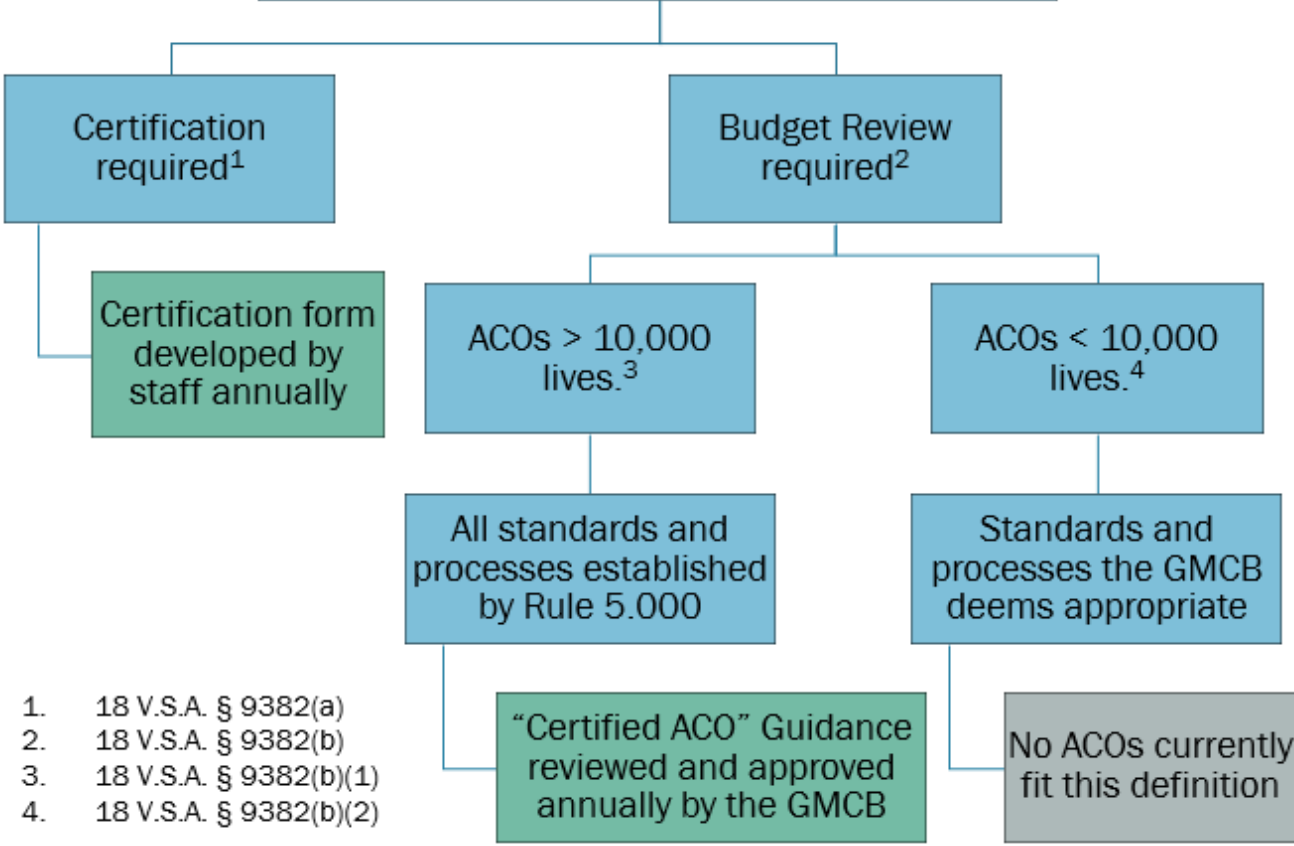 Certification
required¹
Budget Review
required²
Certification form
developed by
staff annually
ACOs > 10,000
lives.³
ACOs < 10,000
lives.⁴
All standards and
processes established
by Rule 5.000
Standards and
processes the GMCB
deems appropriate
“Certified ACO” Guidance
reviewed and approved
annually by the GMCB
No ACOs currently
fit this definition
1. 18 V.S.A. § 9382(a)
2. 18 V.S.A. § 9382(b)
3. 18 V.S.A. § 9382(b)(1)
4. 18 V.S.A. § 9382(b)(2)